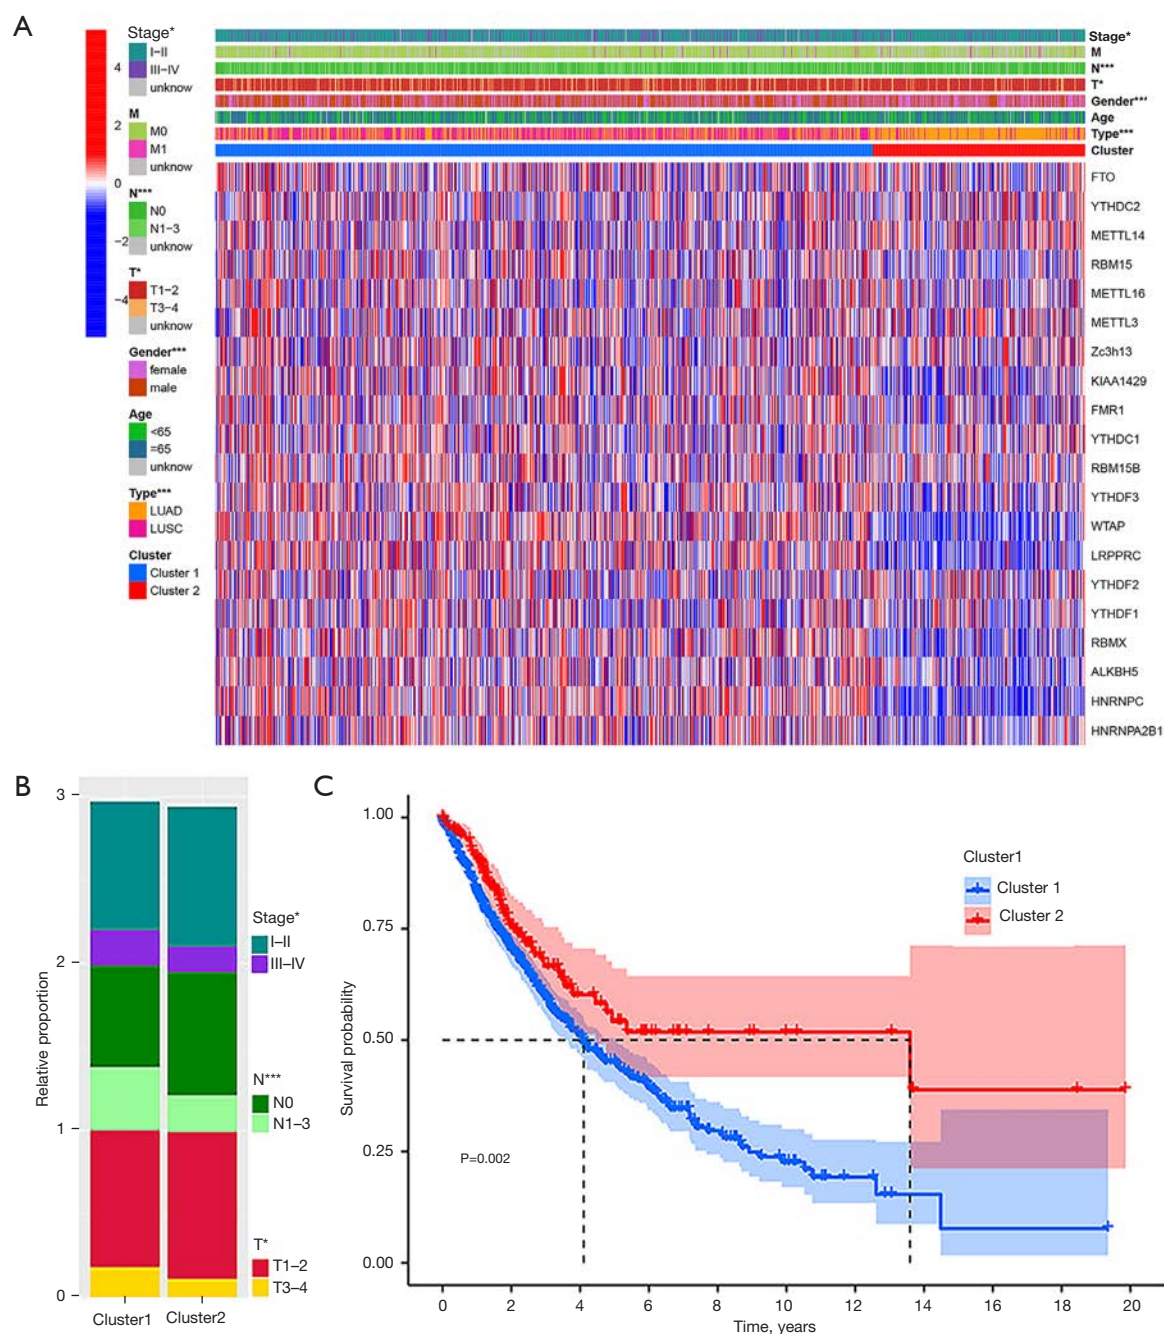 A
Stage*
I–II
III–IV
unknow
M
M0
M1
unknow
N***
N0
N1–3
unknow
T*
T1–2
T3–4
unknow
Gender***
female
male
Age
<65
=65
unknow
Type***
LUAD
LUSC
Cluster
Cluster 1
Cluster 2
4
2
0
−2
−4
Stage*
M
N***
T*
Gender***
Age
Type***
Cluster
FTO
YTHDC2
METTL14
RBM15
METTL16
METTL3
Zc3h13
KIAA1429
FMR1
YTHDC1
RBM15B
YTHDF3
WTAP
LRPPRC
YTHDF2
YTHDF1
RBMX
ALKBH5
HNRNPC
HNRNPA2B1
B
Relative proportion
3
2
1
0
Cluster1 Cluster2
Stage*
I–II
III–IV
N***
N0
N1–3
T*
T1–2
T3–4
C
Survival probability
1.00
0.75
0.50
0.25
0.00
P=0.002
Cluster1
Cluster 1
Cluster 2
0 2 4 6 8 10 12 14 16 18 20
Time, years